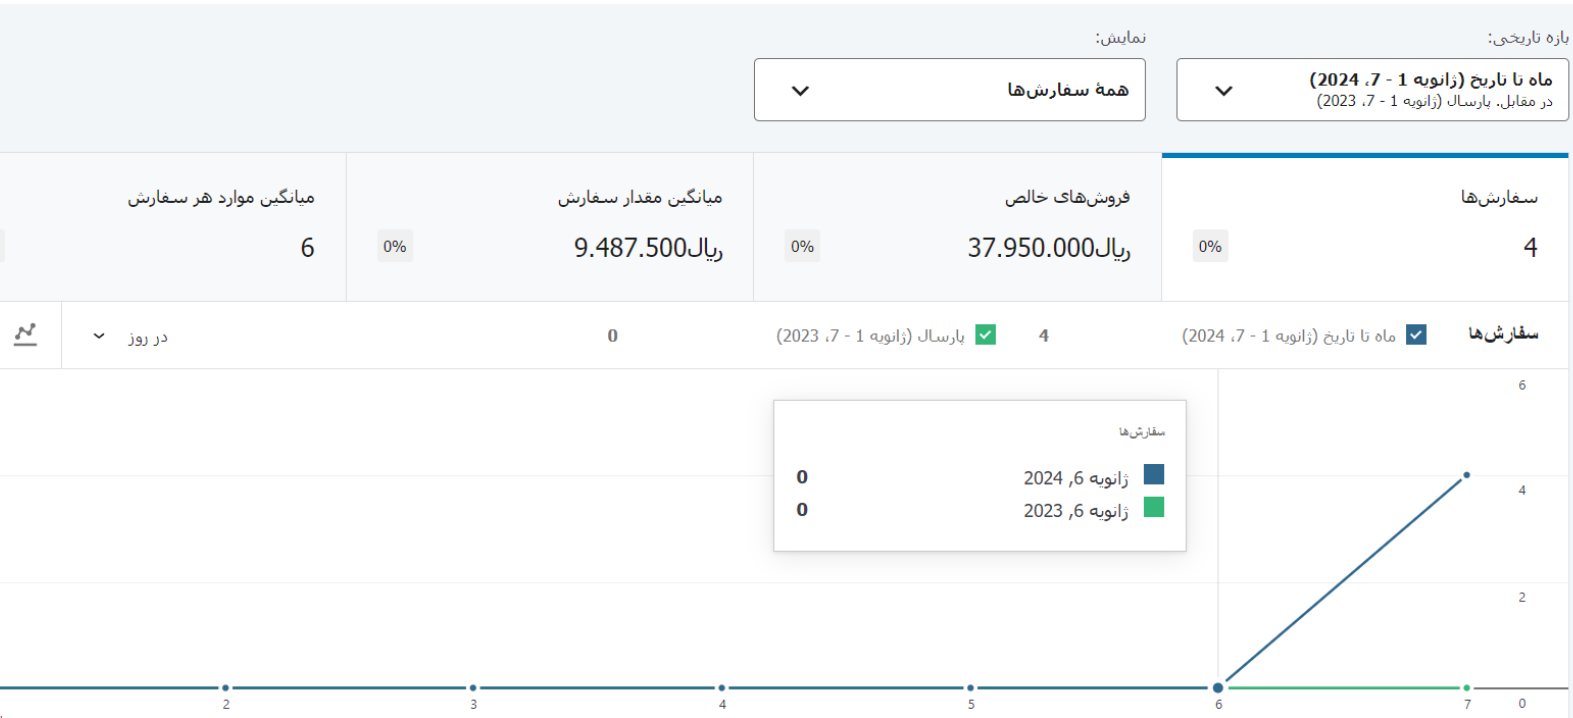 بازه تاریخی:
نمایش:
ماه تا تاریخ (ژانویه 1 - 7، 2024)
در مقابل. پارسال (ژانویه 1 - 7، 2023)
همهٔ سفارش‌ها
سفارش‌ها
4
0%
فروش‌های خالص
ریال37.950.000
0%
میانگین مقدار سفارش
ریال9.487.500
0%
میانگین موارد هر سفارش
6
سفارش‌ها
ماه تا تاریخ (ژانویه 1 - 7، 2024)
4
پارسال (ژانویه 1 - 7، 2023)
0
در روز
6
4
2
0
سفارش‌ها
ژانویه 6, 2024
0
ژانویه 6, 2023
0
2
3
4
5
6
7